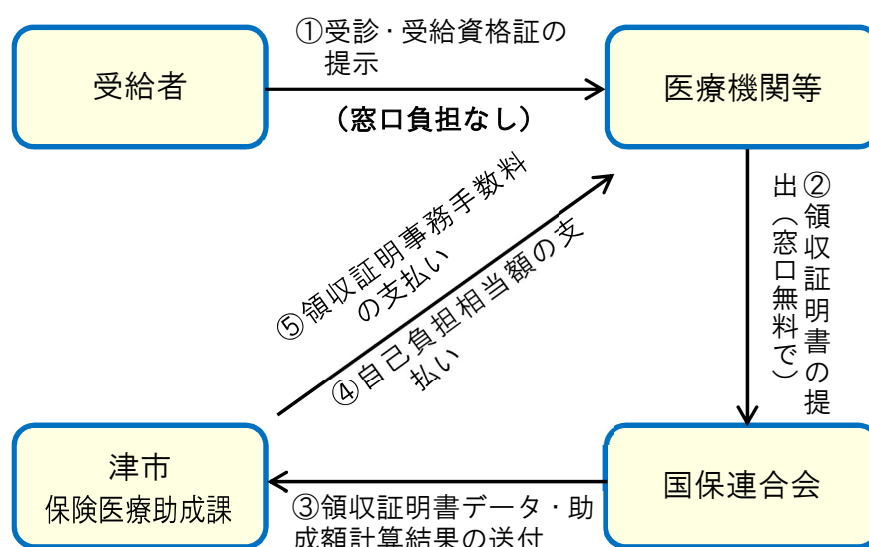 ①受診・受給資格証の
提示
受給者
医療機関等
（窓口負担なし）
②領収証明書の提
出（窓口無料で）
⑤領収証明事務手数料
の支払い
④自己負担相当額の支
払い
津市
保険医療助成課
国保連合会
③領収証明書データ・助
成額計算結果の送付